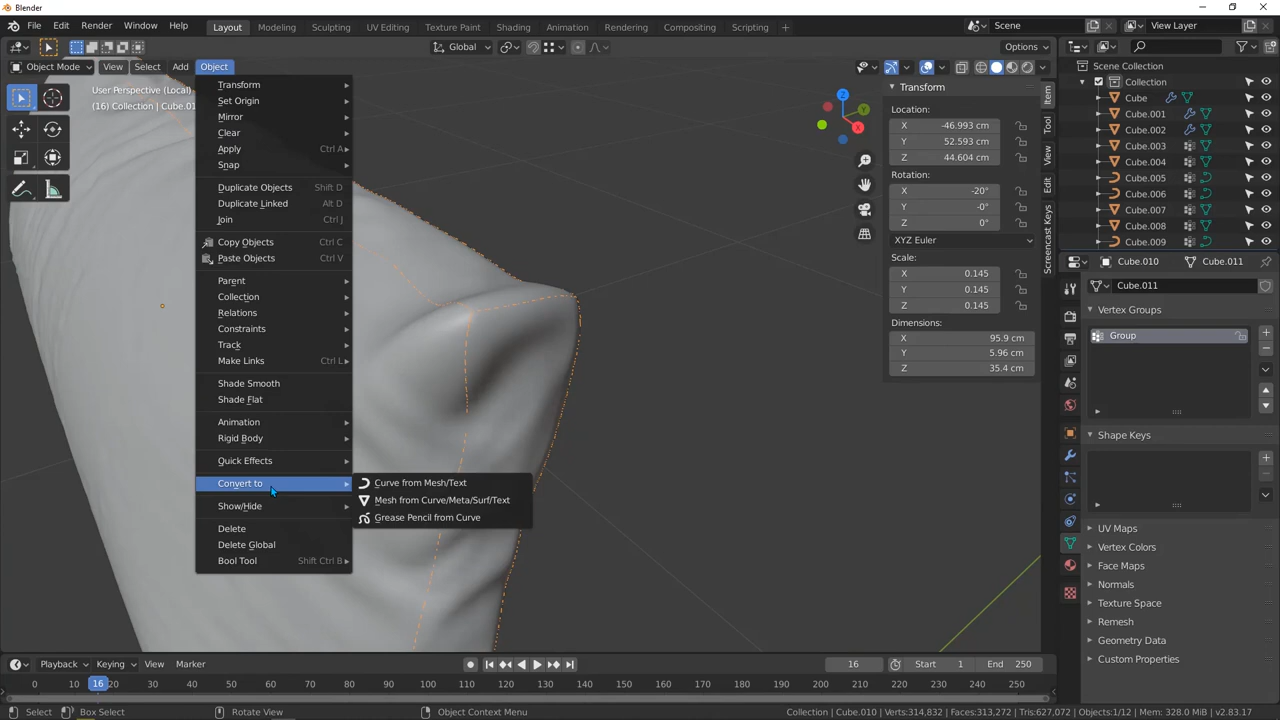 Blender
File Edit Render Window Help Layout Modeling Sculpting UV Editing Texture Paint Shading Animation Rendering Compositing Scripting + Scene View Layer
Global Options
Object Mode View Select Add Object
User Perspective (Local)
(16) Collection | Cube.01
Transform
Set Origin
Mirror
Clear
Apply Ctrl A
Snap
Duplicate Objects Shift D
Duplicate Linked Alt D
Join Ctrl J
Copy Objects Ctrl C
Paste Objects Ctrl V
Parent
Collection
Relations
Constraints
Track
Make Links Ctrl L
Shade Smooth
Shade Flat
Animation
Rigid Body
Quick Effects
Convert to
Show/Hide
Delete
Delete Global
Bool Tool Shift Ctrl B
Curve from Mesh/Text
Mesh from Curve/Meta/Surf/Text
Grease Pencil from Curve
Z
Y
X
Transform
Location:
X -46.993 cm
Y 52.593 cm
Z 44.604 cm
Rotation:
X -20°
Y -0°
Z 0°
XYZ Euler
Scale:
X 0.145
Y 0.145
Z 0.145
Dimensions:
X 95.9 cm
Y 5.96 cm
Z 35.4 cm
Item
Tool
View
Edit
Screencast Keys
Scene Collection
Collection
Cube
Cube.001
Cube.002
Cube.003
Cube.004
Cube.005
Cube.006
Cube.007
Cube.008
Cube.009
Cube.010 Cube.011
Cube.011
Vertex Groups
Group
Shape Keys
UV Maps
Vertex Colors
Face Maps
Normals
Texture Space
Remesh
Geometry Data
Custom Properties
Playback Keying View Marker 16 Start 1 End 250
0 10 16 20 30 40 50 60 70 80 90 100 110 120 130 140 150 160 170 180 190 200 210 220 230 240 250
Select Box Select Rotate View Object Context Menu Collection | Cube.010 | Verts:314,832 | Faces:313,272 | Tris:627,072 | Objects:1/12 | Mem: 328.0 MiB | v2.83.17